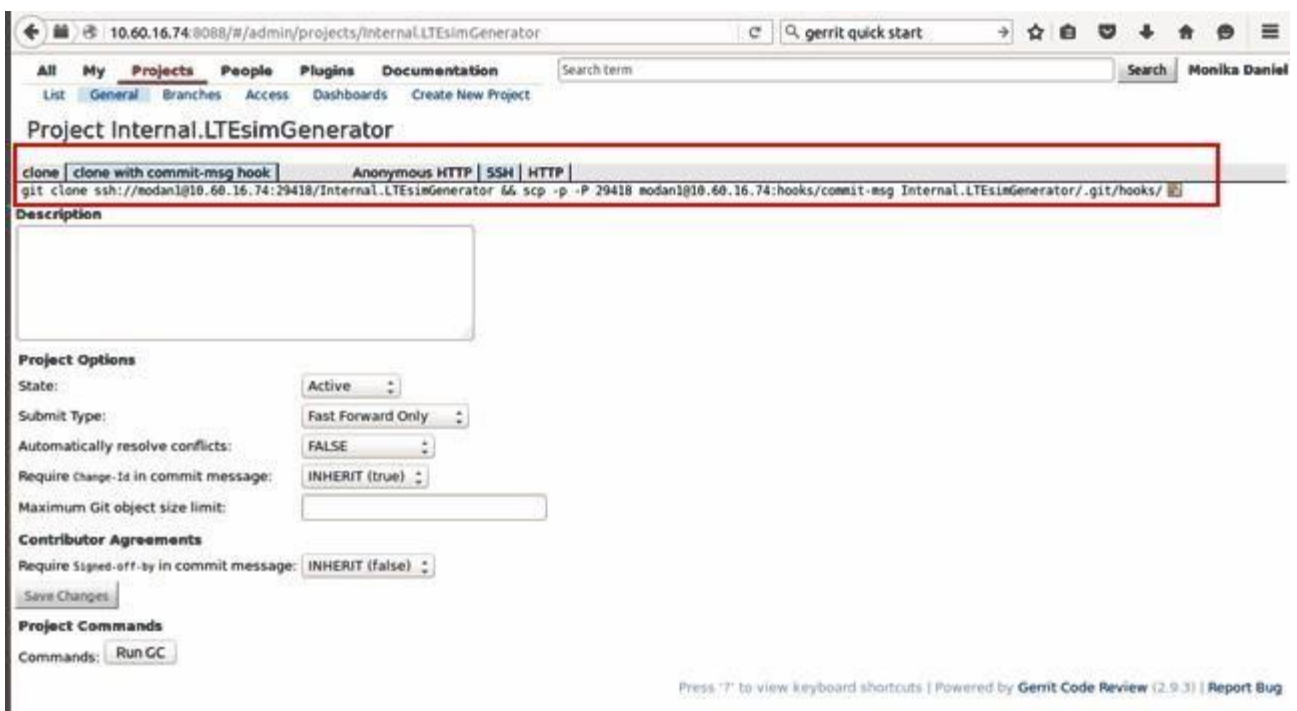 10.60.16.74:8088/#/admin/projects/Internal.LTEsimGenerator
gerrit quick start
All My Projects People Plugins Documentation
Search term
Search
Monika Daniel
List General Branches Access Dashboards Create New Project
Project Internal.LTEsimGenerator
clone clone with commit-msg hook Anonymous HTTP SSH HTTP
git clone ssh://modan1@10.60.16.74:29418/Internal.LTEsimGenerator && scp -p -P 29418 modan1@10.60.16.74:hooks/commit-msg Internal.LTEsimGenerator/.git/hooks/
Description
Project Options
State: Active
Submit Type: Fast Forward Only
Automatically resolve conflicts: FALSE
Require Change-Id in commit message: INHERIT (true)
Maximum Git object size limit:
Contributor Agreements
Require Signed-off-by in commit message: INHERIT (false)
Save Changes
Project Commands
Commands: Run GC
Press '?' to view keyboard shortcuts | Powered by Gerrit Code Review (2.9.3) | Report Bug